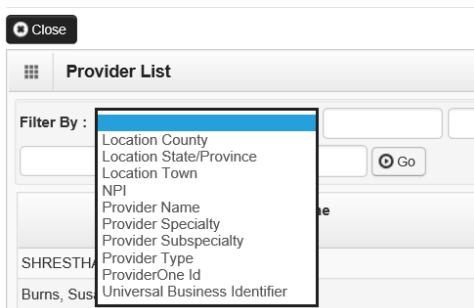 Close
Provider List
Filter By :
Location County
Location State/Province
Location Town
NPI
Provider Name
Provider Specialty
Provider Subspecialty
Provider Type
ProviderOne Id
Universal Business Identifier
Go
SHRESTHA
Burns,